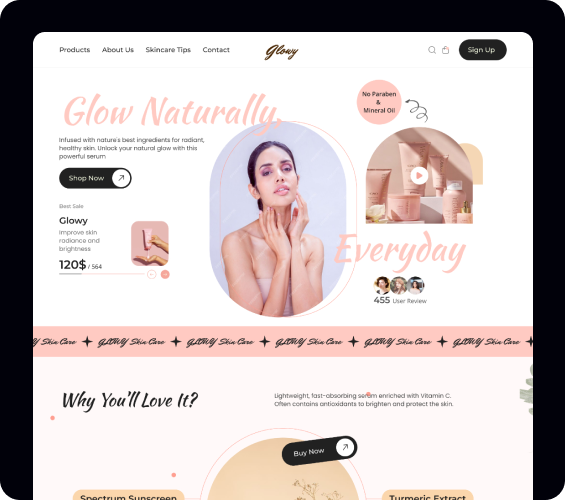 Products About Us Skincare Tips Contact Glowy Sign Up
Glow Naturally,
No Paraben
&
Mineral Oil
Infused with nature's best ingredients for radiant,
healthy skin. Unlock your natural glow with this
powerful serum
Shop Now
Best Sale
Glowy
Improve skin
radiance and
brightness
120$ / 564
Everyday
455 User Review
GLOWY Skin Care GLOWY Skin Care GLOWY Skin Care GLOWY Skin Care GLOWY Skin Care
Why You'll Love It?
Lightweight, fast-absorbing serum enriched with Vitamin C.
Often contains antioxidants to brighten and protect the skin.
Buy Now
Spectrum Sunscreen Turmeric Extract